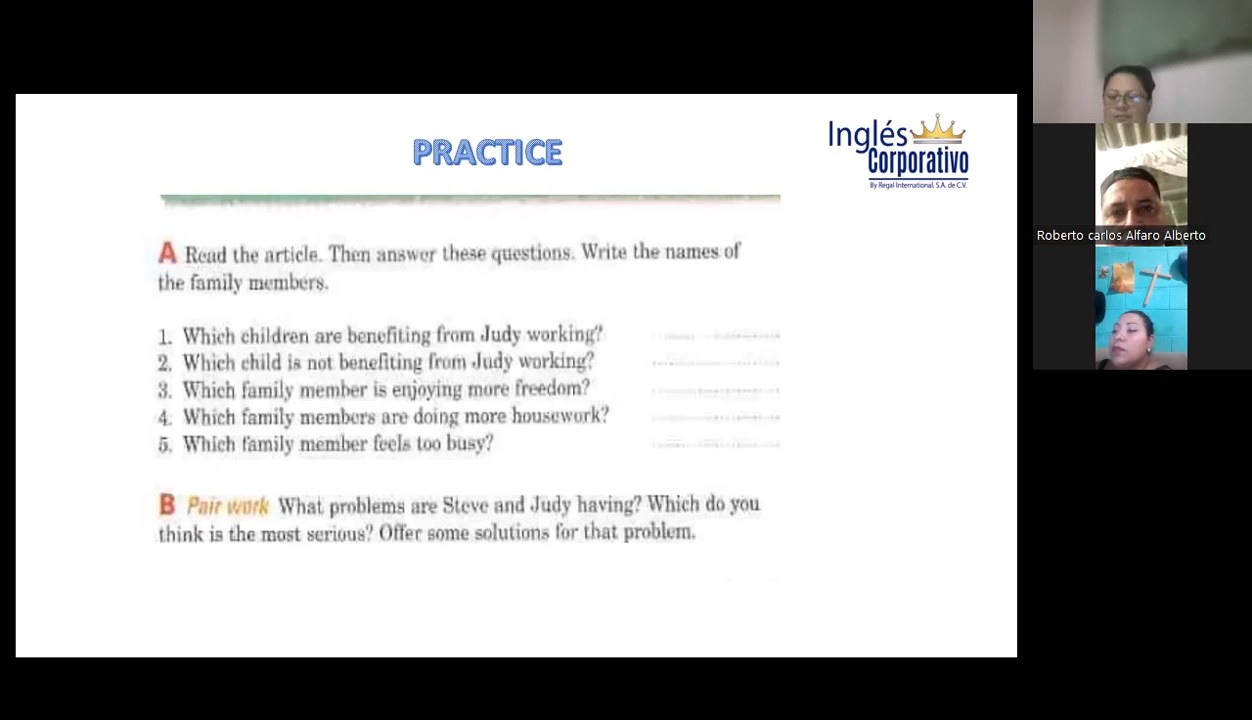 PRACTICE
Inglés
Corporativo
By Regal International, S.A. de C.V.
A Read the article. Then answer these questions. Write the names of
the family members.
1. Which children are benefiting from Judy working?
2. Which child is not benefiting from Judy working?
3. Which family member is enjoying more freedom?
4. Which family members are doing more housework?
5. Which family member feels too busy?
B Pair work What problems are Steve and Judy having? Which do you
think is the most serious? Offer some solutions for that problem.
Roberto carlos Alfaro Alberto